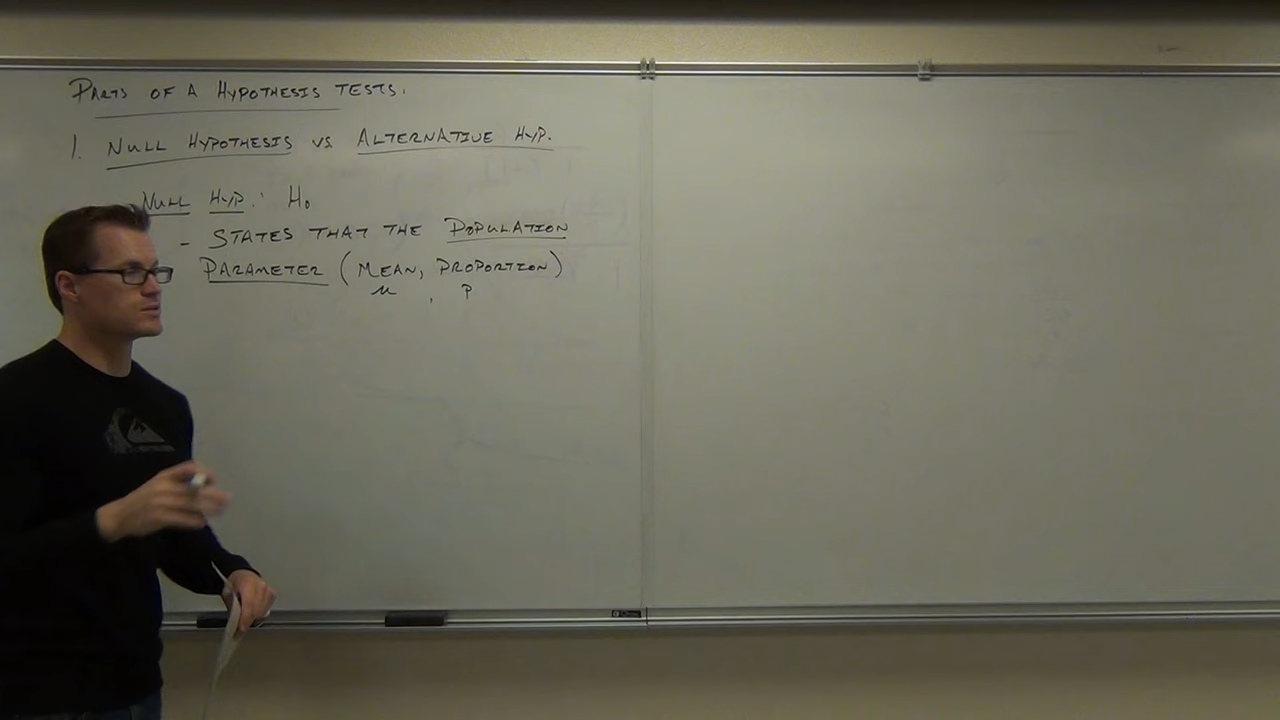 PARTS OF A HYPOTHESIS TESTS.
1. NULL HYPOTHESIS VS. ALTERNATIVE HYP.
NULL HYP: H₀
- STATES THAT THE POPULATION
PARAMETER (MEAN, PROPORTION)
μ , p